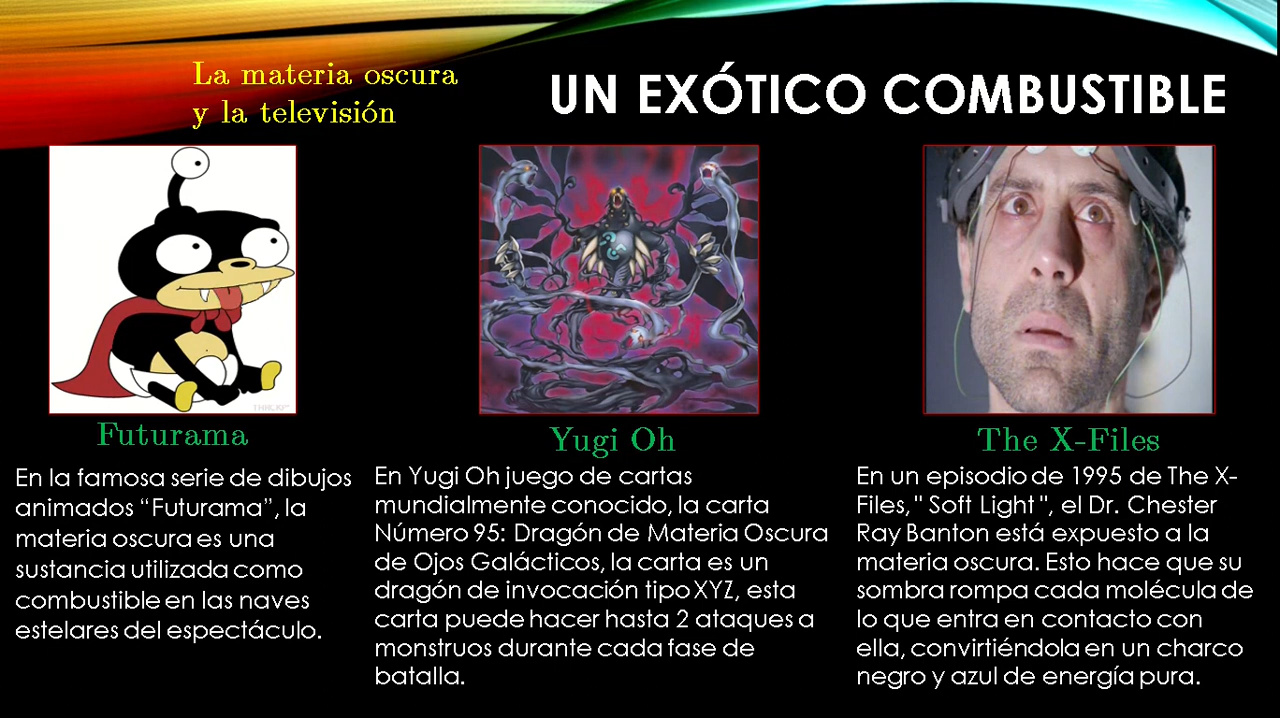 La materia oscura
y la televisión
UN EXÓTICO COMBUSTIBLE
Futurama
En la famosa serie de dibujos
animados “Futurama”, la
materia oscura es una
sustancia utilizada como
combustible en las naves
estelares del espectáculo.
Yugi Oh
En Yugi Oh juego de cartas
mundialmente conocido, la carta
Número 95: Dragón de Materia Oscura
de Ojos Galácticos, la carta es un
dragón de invocación tipo XYZ, esta
carta puede hacer hasta 2 ataques a
monstruos durante cada fase de
batalla.
The X-Files
En un episodio de 1995 de The X-
Files," Soft Light ", el Dr. Chester
Ray Banton está expuesto a la
materia oscura. Esto hace que su
sombra rompa cada molécula de
lo que entra en contacto con
ella, convirtiéndola en un charco
negro y azul de energía pura.